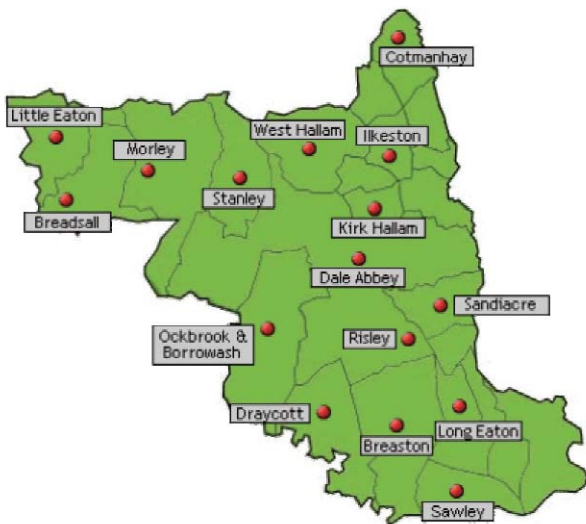 Cotmanhay
Little Eaton
West Hallam
Ilkeston
Morley
Stanley
Breadsall
Kirk Hallam
Dale Abbey
Sandiacre
Ockbrook &
Borrowash
Risley
Draycott
Breaston
Long Eaton
Sawley